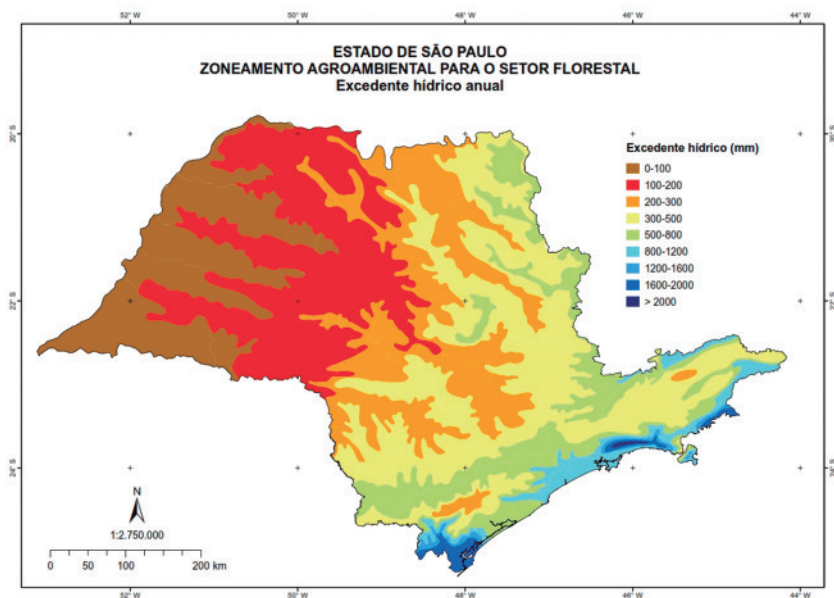 52° W
50° W
48° W
46° W
44° W
ESTADO DE SÃO PAULO
ZONEAMENTO AGROAMBIENTAL PARA O SETOR FLORESTAL
Excedente hídrico anual
20° S
20° S
Excedente hídrico (mm)
0-100
100-200
200-300
300-500
500-800
800-1200
1200-1600
1600-2000
> 2000
22° S
22° S
24° S
24° S
N
1:2.750.000
0 50 100 200 km
52° W
50° W
48° W
46° W
44° W